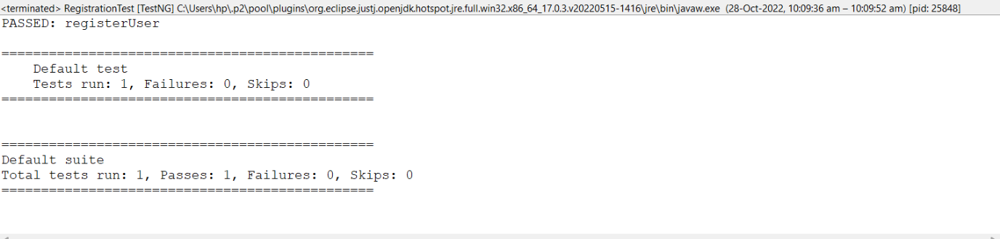 <terminated> RegistrationTest [TestNG] C:\Users\hp\.p2\pool\plugins\org.eclipse.justj.openjdk.hotspot.jre.full.win32.x86_64_17.0.3.v20220515-1416\jre\bin\javaw.exe (28-Oct-2022, 10:09:36 am – 10:09:52 am) [pid: 25848]
PASSED: registerUser
===============================================
Default test
Tests run: 1, Failures: 0, Skips: 0
===============================================
===============================================
Default suite
Total tests run: 1, Passes: 1, Failures: 0, Skips: 0
===============================================